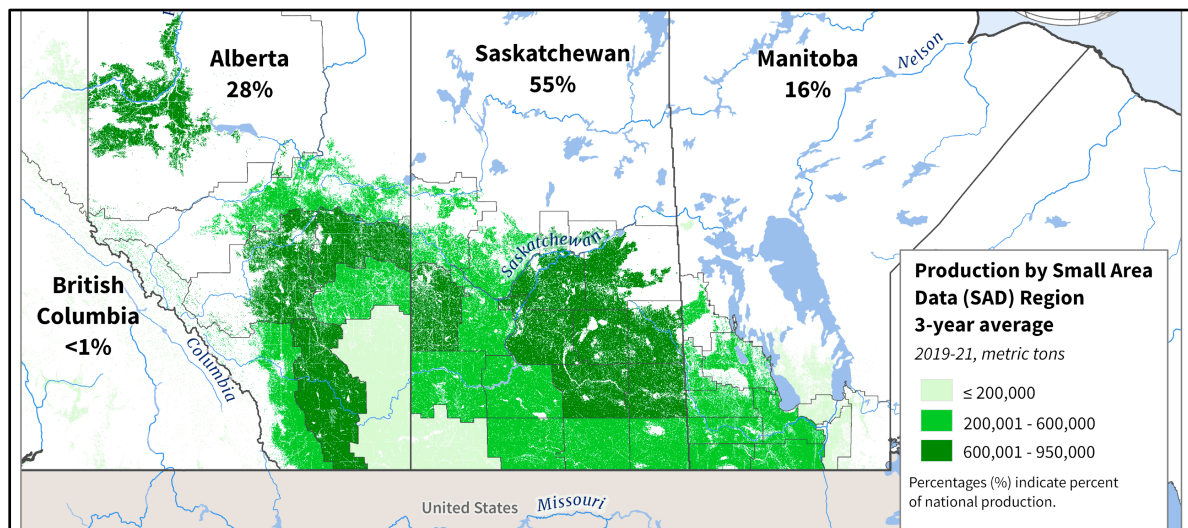 Alberta
28%
Saskatchewan
55%
Manitoba
16%
Nelson
Saskatchewan
British
Columbia
<1%
Columbia
Production by Small Area
Data (SAD) Region
3-year average
2019-21, metric tons
≤ 200,000
200,001 - 600,000
600,001 - 950,000
Percentages (%) indicate percent
of national production.
United States
Missouri